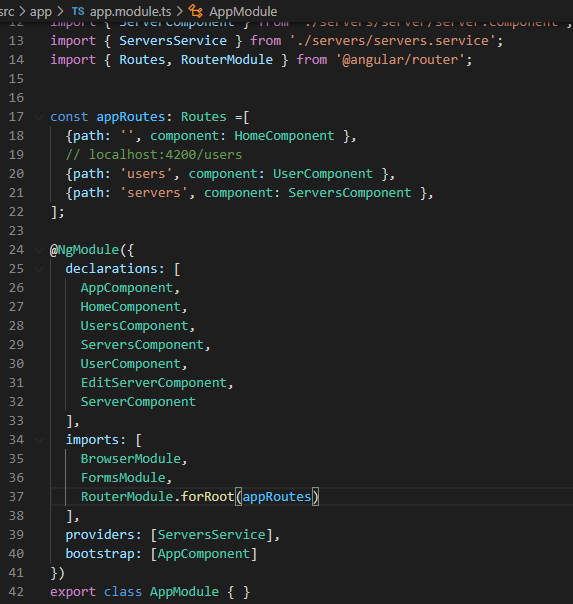 src > app > TS app.module.ts > AppModule
12 import { ServerComponent } from './servers/server/server.component';
13 import { ServersService } from './servers/servers.service';
14 import { Routes, RouterModule } from '@angular/router';
15
16
17 const appRoutes: Routes =[
18 {path: '', component: HomeComponent },
19 // localhost:4200/users
20 {path: 'users', component: UserComponent },
21 {path: 'servers', component: ServersComponent },
22 ];
23
24 @NgModule({
25 declarations: [
26 AppComponent,
27 HomeComponent,
28 UsersComponent,
29 ServersComponent,
30 UserComponent,
31 EditServerComponent,
32 ServerComponent
33 ],
34 imports: [
35 BrowserModule,
36 FormsModule,
37 RouterModule.forRoot(appRoutes)
38 ],
39 providers: [ServersService],
40 bootstrap: [AppComponent]
41 })
42 export class AppModule { }